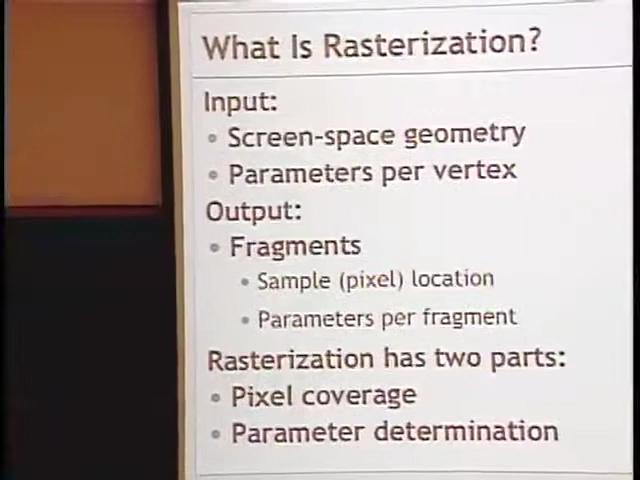 What Is Rasterization?
Input:
• Screen-space geometry
• Parameters per vertex
Output:
• Fragments
• Sample (pixel) location
• Parameters per fragment
Rasterization has two parts:
• Pixel coverage
• Parameter determination